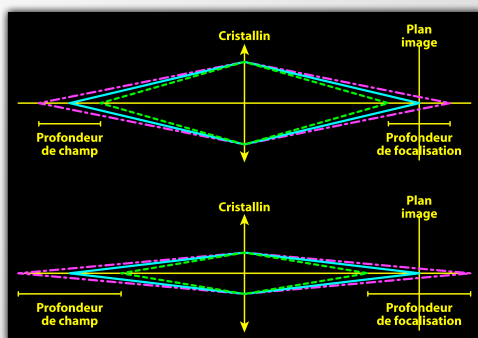 Cristallin
Plan
image
Profondeur
de champ
Profondeur
de focalisation
Cristallin
Plan
image
Profondeur
de champ
Profondeur
de focalisation